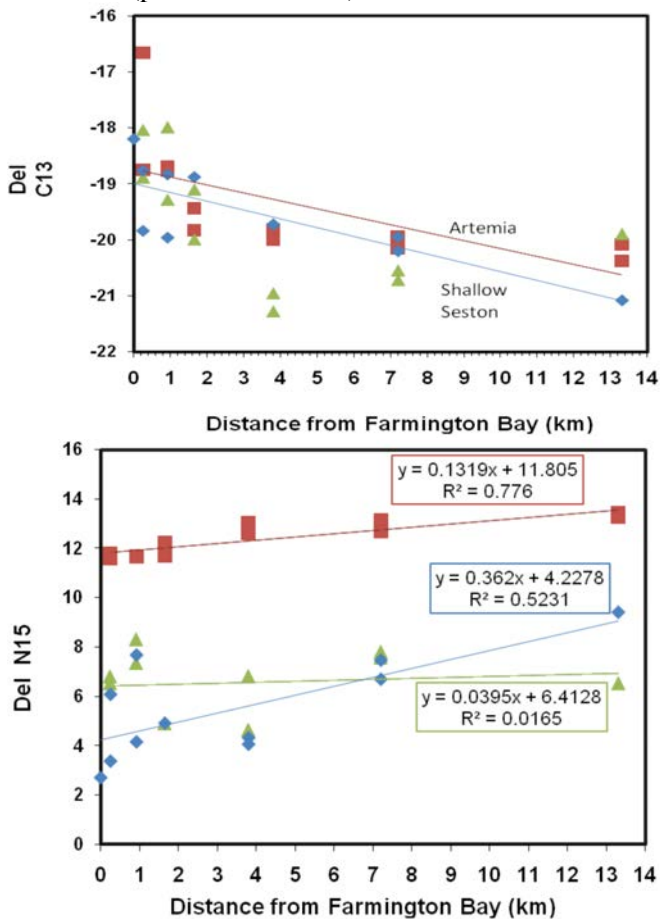 -16
-17
-18
-19
-20
-21
-22
Del
C13
Artemia
Shallow
Seston
0 1 2 3 4 5 6 7 8 9 10 11 12 13 14
Distance from Farmington Bay (km)
16
14
12
10
8
6
4
2
0
Del N15
y = 0.1319x + 11.805
R² = 0.776
y = 0.362x + 4.2278
R² = 0.5231
y = 0.0395x + 6.4128
R² = 0.0165
0 1 2 3 4 5 6 7 8 9 10 11 12 13 14
Distance from Farmington Bay (km)